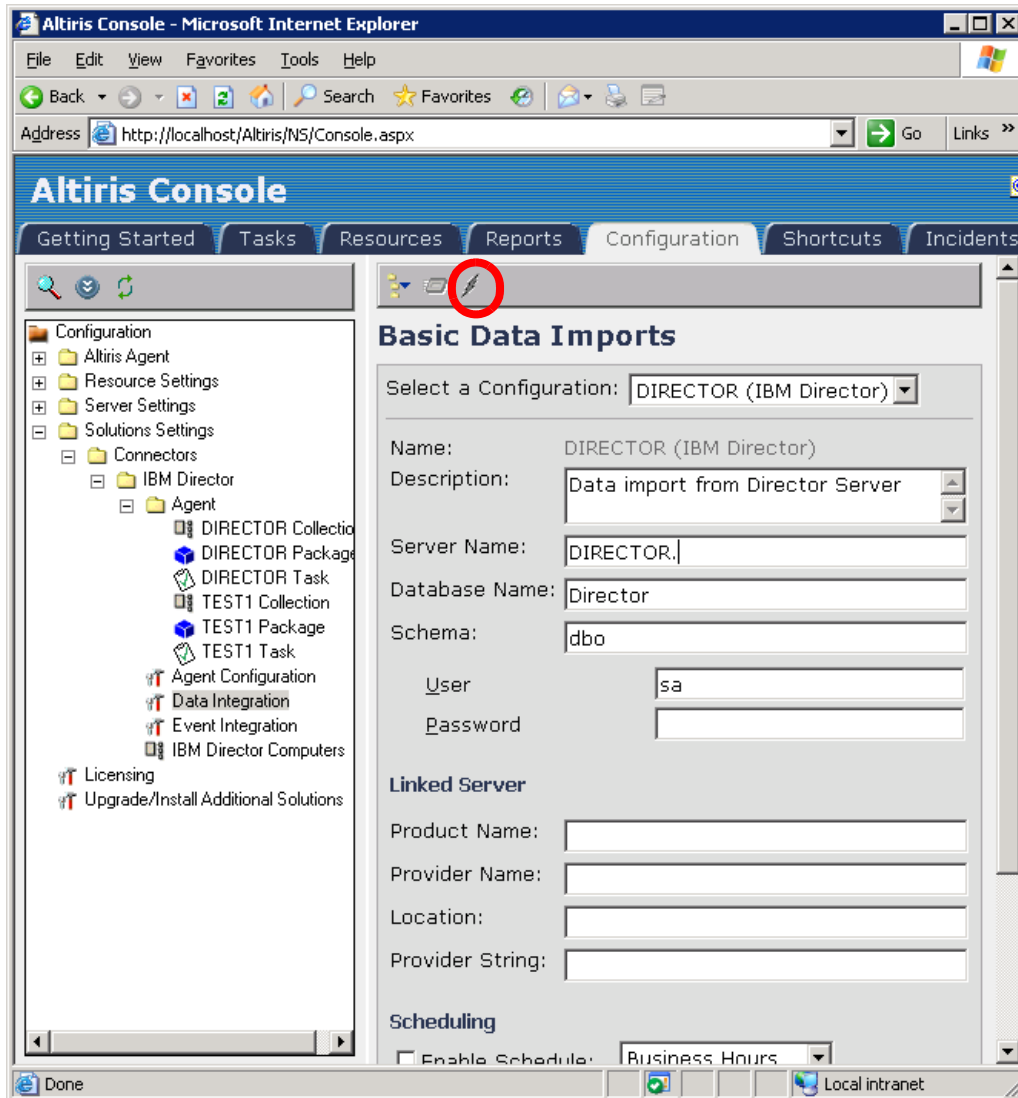 Altiris Console - Microsoft Internet Explorer
File Edit View Favorites Tools Help
Back Search Favorites
Address http://localhost/Altiris/NS/Console.aspx Go Links »
Altiris Console
Getting Started Tasks Resources Reports Configuration Shortcuts Incidents
Configuration
Altiris Agent
Resource Settings
Server Settings
Solutions Settings
Connectors
IBM Director
Agent
DIRECTOR Collectio
DIRECTOR Package
DIRECTOR Task
TEST1 Collection
TEST1 Package
TEST1 Task
Agent Configuration
Data Integration
Event Integration
IBM Director Computers
Licensing
Upgrade/Install Additional Solutions
Basic Data Imports
Select a Configuration: DIRECTOR (IBM Director)
Name: DIRECTOR (IBM Director)
Description: Data import from Director Server
Server Name: DIRECTOR.
Database Name: Director
Schema: dbo
User sa
Password
Linked Server
Product Name:
Provider Name:
Location:
Provider String:
Scheduling
Enable Schedule: Business Hours
Done Local intranet